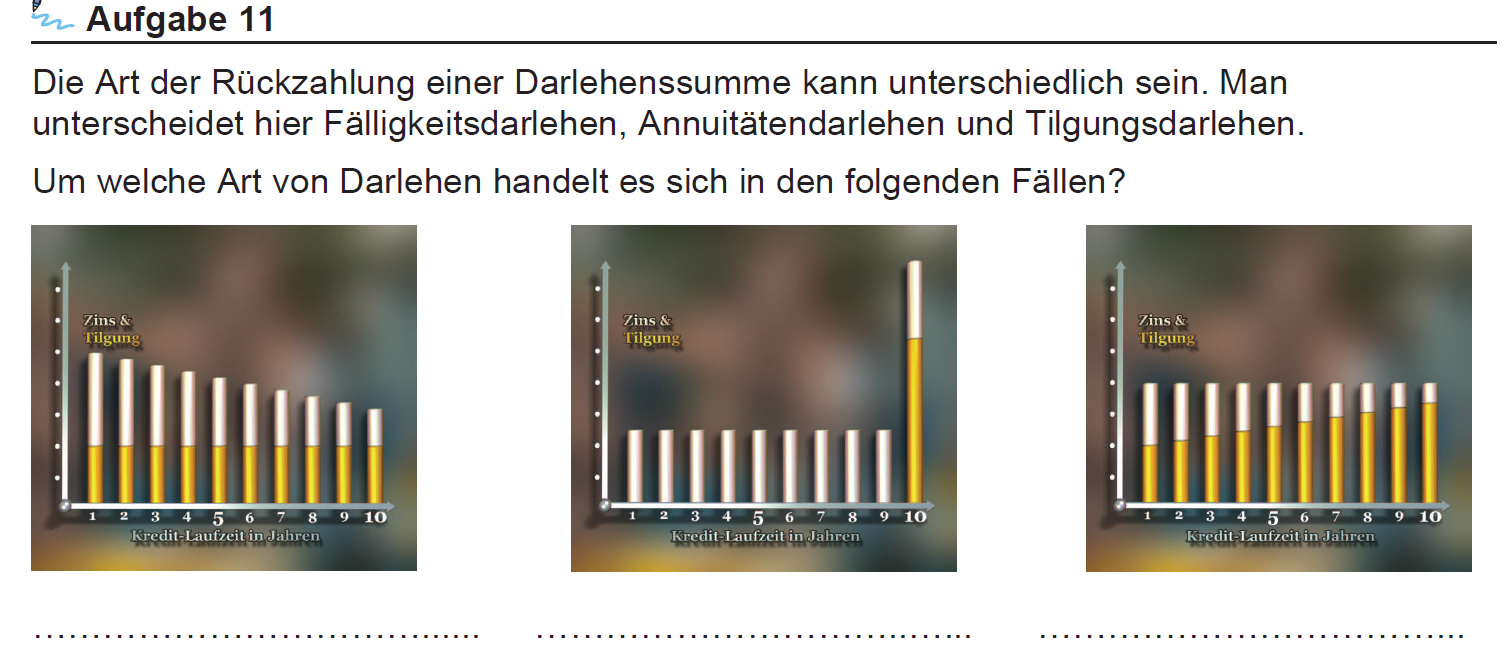 Aufgabe 11
Die Art der Rückzahlung einer Darlehenssumme kann unterschiedlich sein. Man
unterscheidet hier Fälligkeitsdarlehen, Annuitätendarlehen und Tilgungsdarlehen.
Um welche Art von Darlehen handelt es sich in den folgenden Fällen?
Zins &
Tilgung
1 2 3 4 5 6 7 8 9 10
Kredit-Laufzeit in Jahren
Zins &
Tilgung
1 2 3 4 5 6 7 8 9 10
Kredit-Laufzeit in Jahren
Zins &
Tilgung
1 2 3 4 5 6 7 8 9 10
Kredit-Laufzeit in Jahren